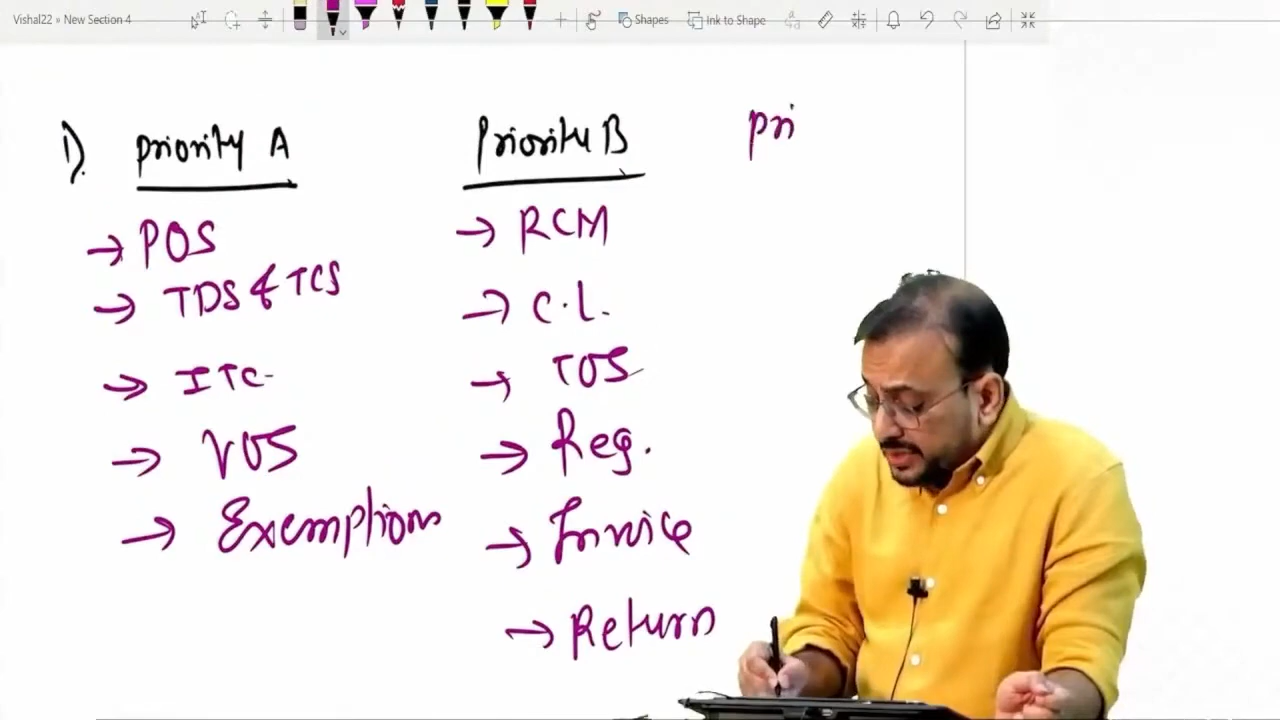 Vishal22 » New Section 4
Shapes
Ink to Shape
1). Priority A
→ POS
→ TDS & TCS
→ ITC
→ VOS
→ Exemptions
Priority B
→ RCM
→ C.L.
→ TOS
→ Reg.
→ Invoice
→ Return
pri